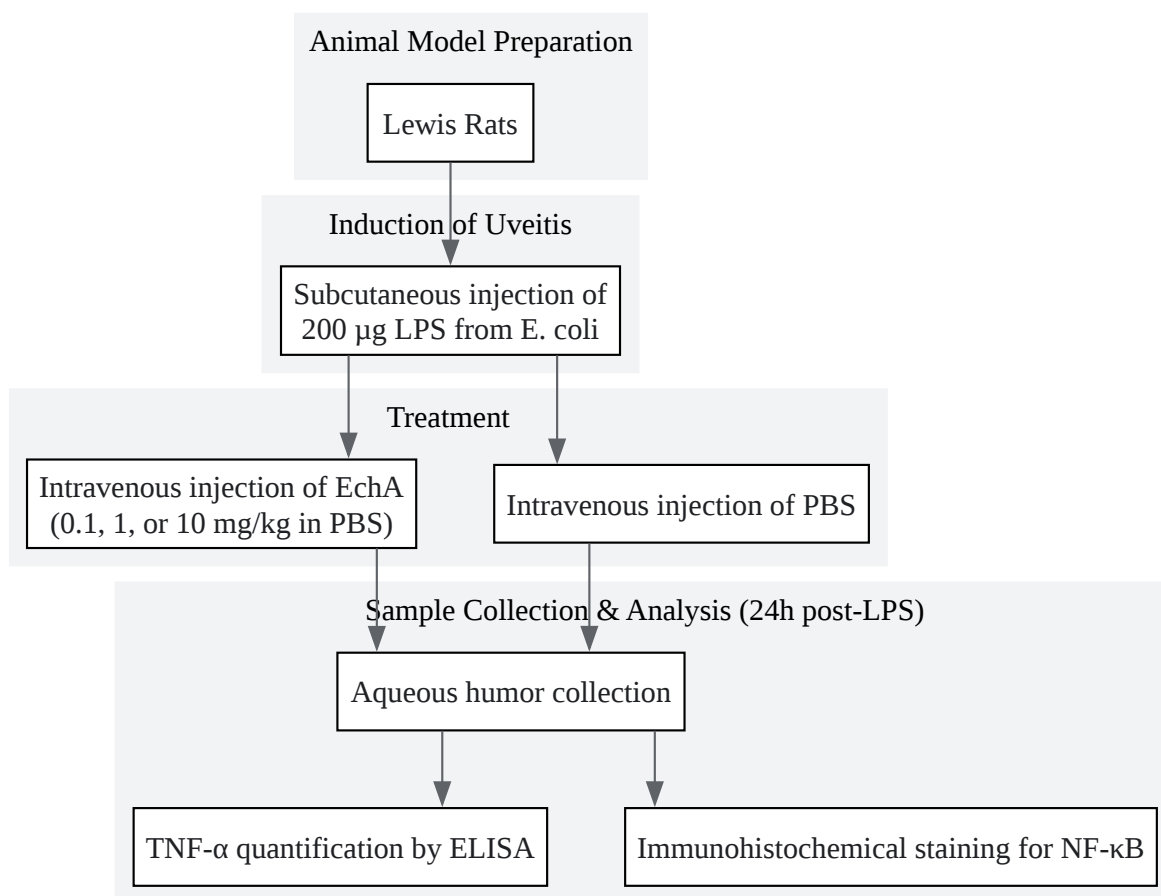 Animal Model Preparation
Lewis Rats
Induction of Uveitis
Subcutaneous injection of
200 µg LPS from E. coli
Treatment
Intravenous injection of EchA
(0.1, 1, or 10 mg/kg in PBS)
Intravenous injection of PBS
Sample Collection & Analysis (24h post-LPS)
Aqueous humor collection
TNF-α quantification by ELISA
Immunohistochemical staining for NF-κB